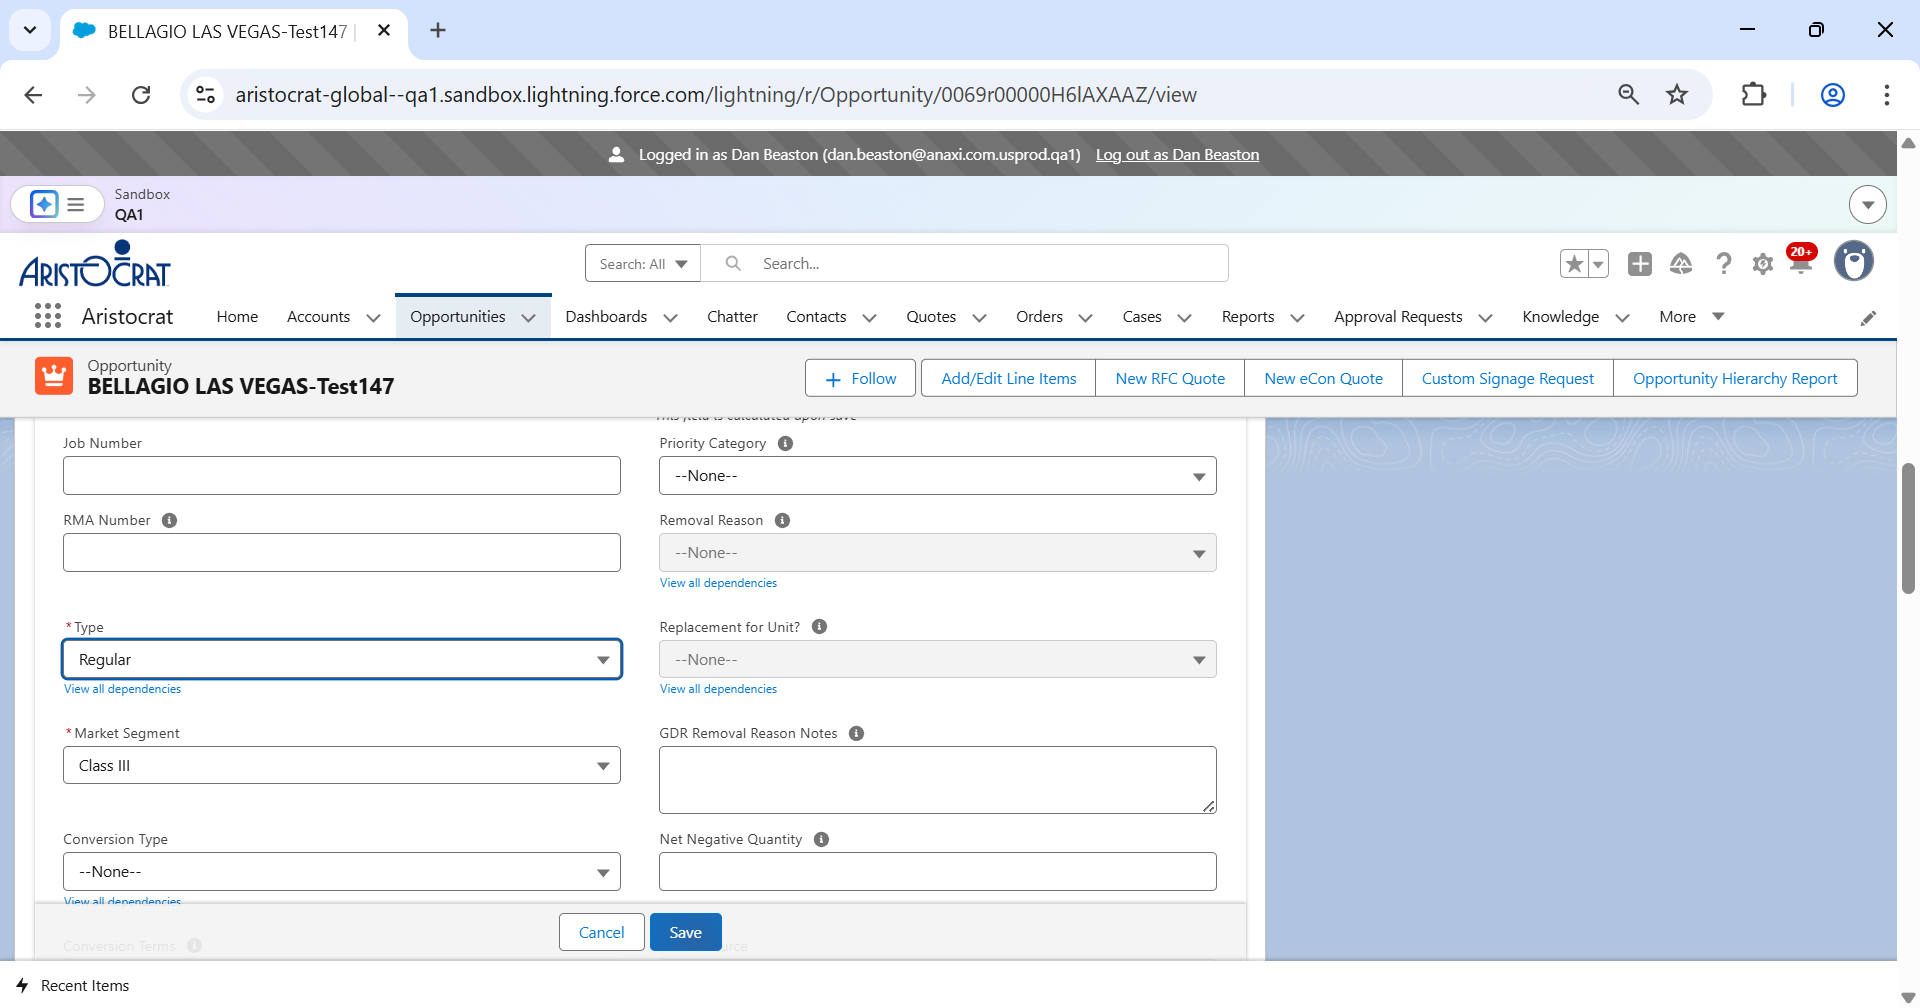 BELLAGIO LAS VEGAS-Test147
aristocrat-global--qa1.sandbox.lightning.force.com/lightning/r/Opportunity/0069r00000H6lAXAAZ/view
Logged in as Dan Beaston (dan.beaston@anaxi.com.usprod.qa1) Log out as Dan Beaston
Sandbox
QA1
ARISTOCRAT
Search: All
Search...
20+
Aristocrat
Home Accounts Opportunities Dashboards Chatter Contacts Quotes Orders Cases Reports Approval Requests Knowledge More
Opportunity
BELLAGIO LAS VEGAS-Test147
Follow Add/Edit Line Items New RFC Quote New eCon Quote Custom Signage Request Opportunity Hierarchy Report
This field is calculated upon save
Job Number
Priority Category
--None--
RMA Number
Removal Reason
--None--
View all dependencies
*Type
Regular
View all dependencies
Replacement for Unit?
--None--
View all dependencies
*Market Segment
Class III
GDR Removal Reason Notes
Conversion Type
--None--
View all dependencies
Net Negative Quantity
Conversion Terms
Cancel Save
Recent Items